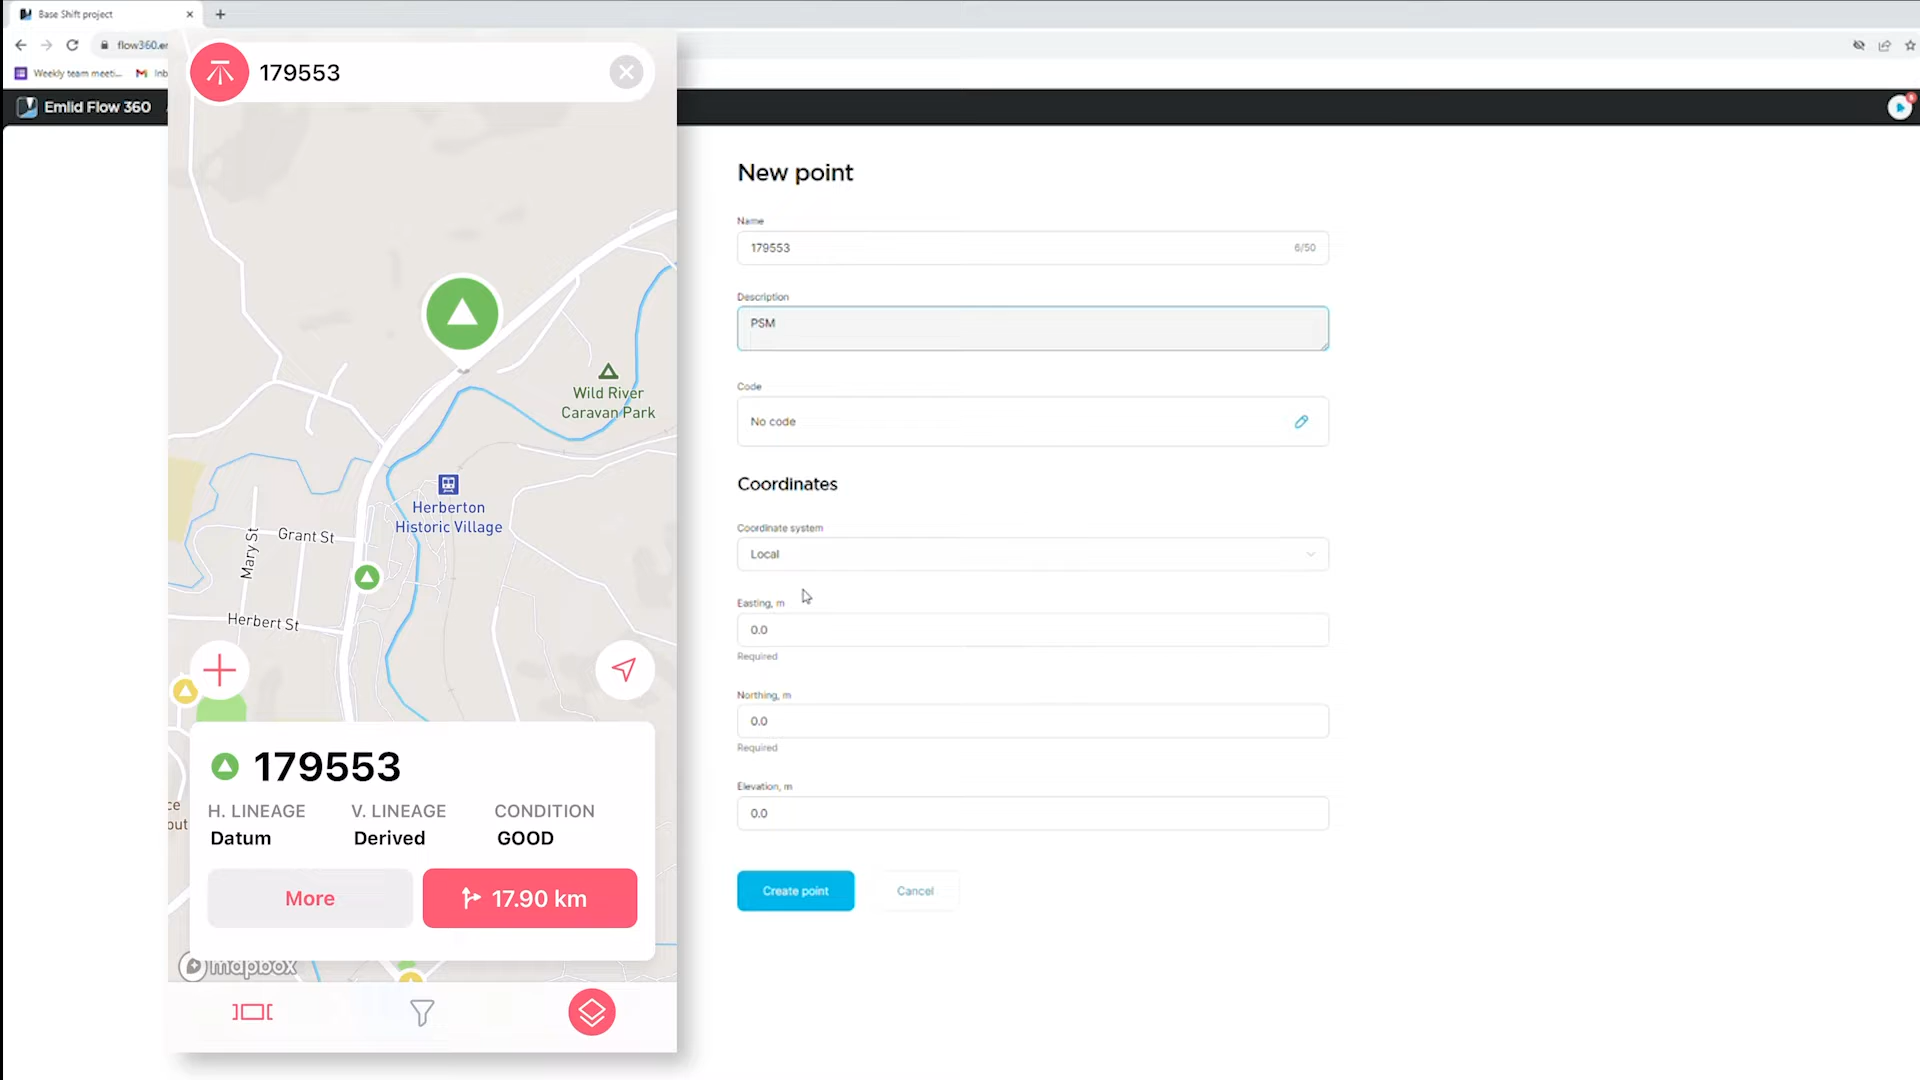 Base Shift project
flow360.e
Weekly team meeti...
Inb
179553
Emlid Flow 360
Wild River
Caravan Park
Herberton
Historic Village
Grant St
Mary St
Herbert St
179553
H. LINEAGE
V. LINEAGE
CONDITION
Datum
Derived
GOOD
More
17.90 km
mapbox
New point
Name
179553
6/50
Description
PSM
Code
No code
Coordinates
Coordinate system
Local
Easting, m
0.0
Required
Northing, m
0.0
Required
Elevation, m
0.0
Create point
Cancel